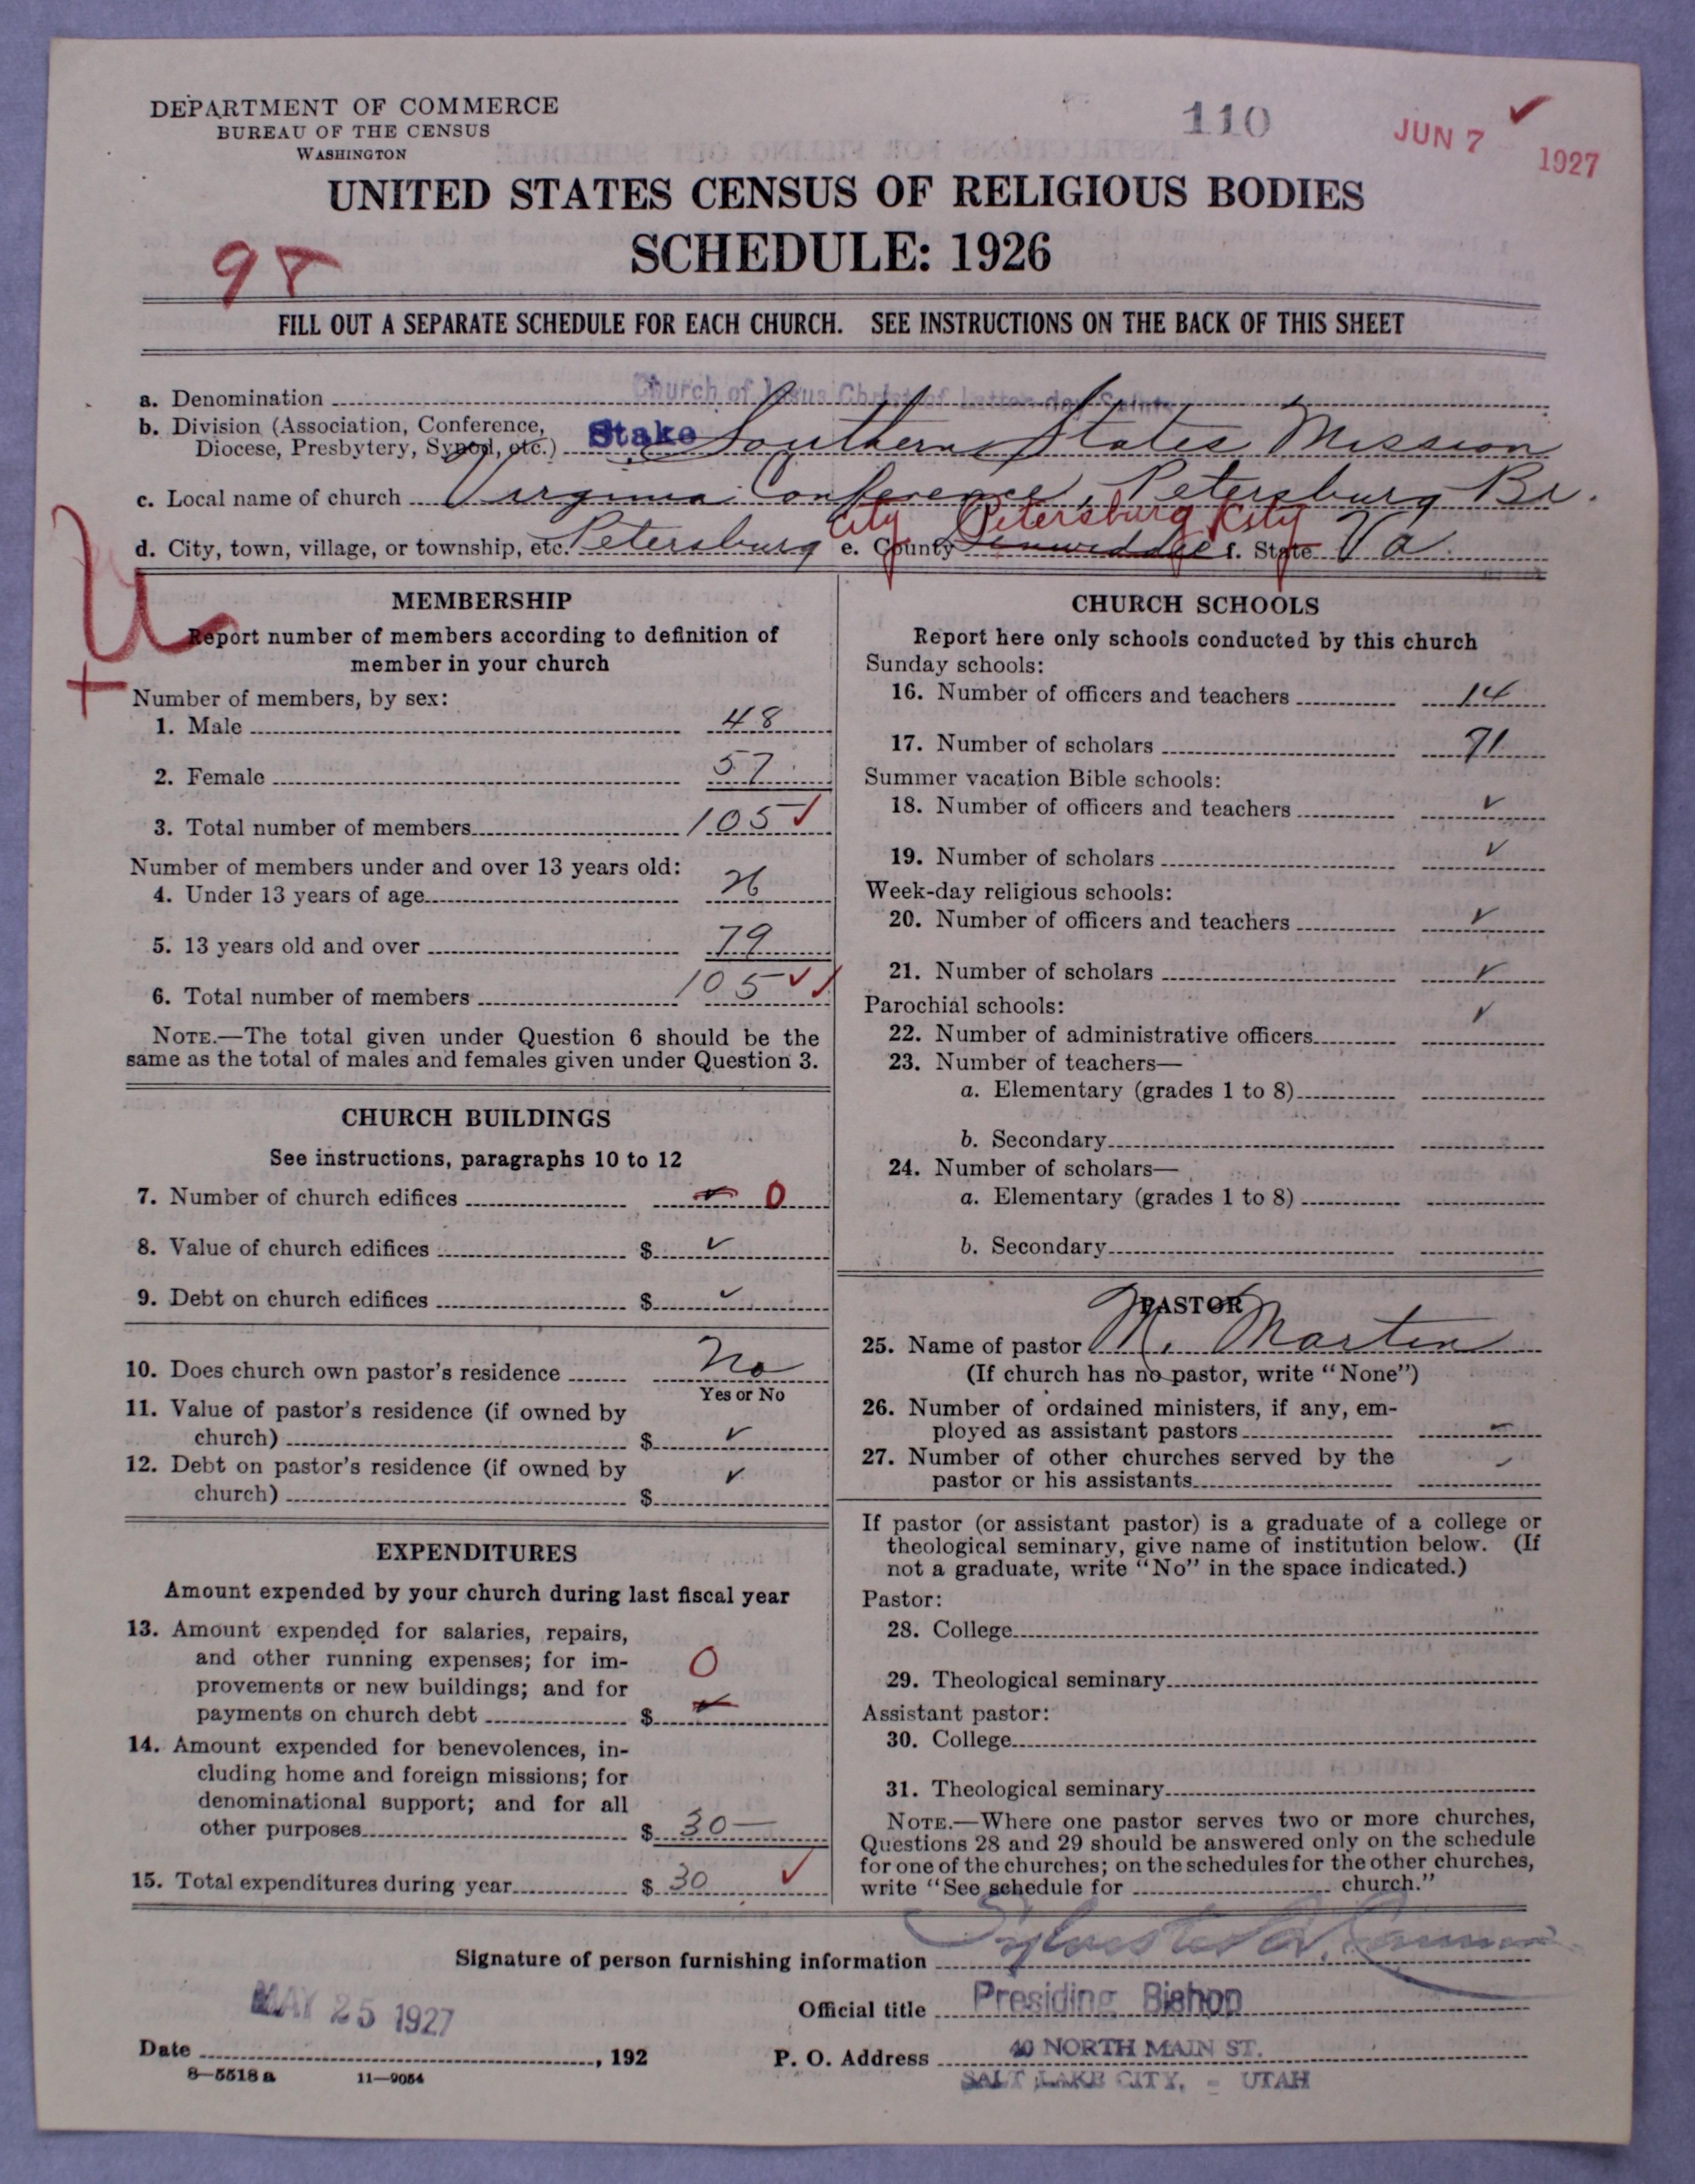 DEPARTMENT OF COMMERCE
BUREAU OF THE CENSUS
WASHINGTON
110
JUN 7 1927
UNITED STATES CENSUS OF RELIGIOUS BODIES
SCHEDULE: 1926
FILL OUT A SEPARATE SCHEDULE FOR EACH CHURCH. SEE INSTRUCTIONS ON THE BACK OF THIS SHEET
a. Denomination Church of Jesus Christ of Latter-day Saints
b. Division (Association, Conference,
Diocese, Presbytery, Synod, etc.) Stake Southern States Mission
c. Local name of church Virginia Conference, Petersburg Br.
City Petersburg City
d. City, town, village, or township, etc. Petersburg e. County f. State Va.
U
+
MEMBERSHIP
Report number of members according to definition of
member in your church
Number of members, by sex:
1. Male 48
2. Female 57
3. Total number of members 105 ✓
Number of members under and over 13 years old:
4. Under 13 years of age 26
5. 13 years old and over 79
6. Total number of members 105 ✓ ✓
NOTE.—The total given under Question 6 should be the
same as the total of males and females given under Question 3.
CHURCH BUILDINGS
See instructions, paragraphs 10 to 12
7. Number of church edifices 0
8. Value of church edifices $ ✓
9. Debt on church edifices $ ✓
10. Does church own pastor's residence No
Yes or No
11. Value of pastor's residence (if owned by
church) $ ✓
12. Debt on pastor's residence (if owned by
church) $ ✓
EXPENDITURES
Amount expended by your church during last fiscal year
13. Amount expended for salaries, repairs,
and other running expenses; for im-
provements or new buildings; and for
payments on church debt $ 0
14. Amount expended for benevolences, in-
cluding home and foreign missions; for
denominational support; and for all
other purposes $ 30—
15. Total expenditures during year $ 30 ✓
CHURCH SCHOOLS
Report here only schools conducted by this church
Sunday schools:
16. Number of officers and teachers 14
17. Number of scholars 71
Summer vacation Bible schools:
18. Number of officers and teachers ✓
19. Number of scholars ✓
Week-day religious schools:
20. Number of officers and teachers ✓
21. Number of scholars ✓
Parochial schools:
22. Number of administrative officers ✓
23. Number of teachers—
a. Elementary (grades 1 to 8)
b. Secondary
24. Number of scholars—
a. Elementary (grades 1 to 8)
b. Secondary
PASTOR
25. Name of pastor Martin
(If church has no pastor, write "None")
26. Number of ordained ministers, if any, em-
ployed as assistant pastors
27. Number of other churches served by the
pastor or his assistants
If pastor (or assistant pastor) is a graduate of a college or
theological seminary, give name of institution below. (If
not a graduate, write "No" in the space indicated.)
Pastor:
28. College
29. Theological seminary
Assistant pastor:
30. College
31. Theological seminary
NOTE.—Where one pastor serves two or more churches,
Questions 28 and 29 should be answered only on the schedule
for one of the churches; on the schedules for the other churches,
write "See schedule for church."
Signature of person furnishing information Sylvester Q. Cannon
Official title Presiding Bishop
MAY 25 1927
Date , 192
P. O. Address 40 NORTH MAIN ST.
SALT LAKE CITY, - UTAH
8—5518 a 11—9054